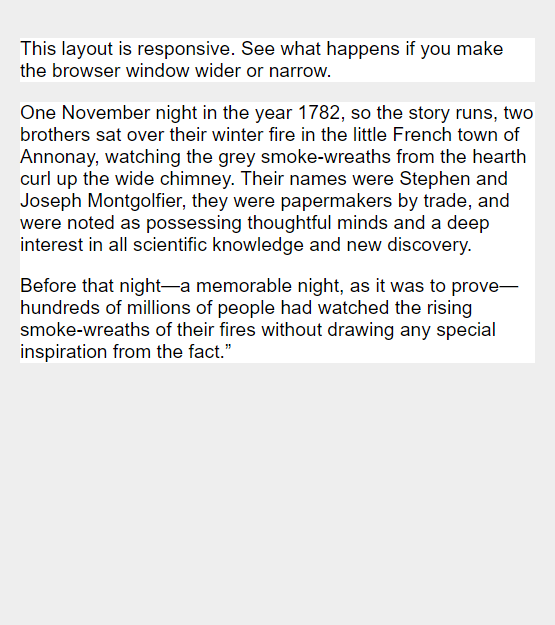 This layout is responsive. See what happens if you make
the browser window wider or narrow.
One November night in the year 1782, so the story runs, two
brothers sat over their winter fire in the little French town of
Annonay, watching the grey smoke-wreaths from the hearth
curl up the wide chimney. Their names were Stephen and
Joseph Montgolfier, they were papermakers by trade, and
were noted as possessing thoughtful minds and a deep
interest in all scientific knowledge and new discovery.
Before that night—a memorable night, as it was to prove—
hundreds of millions of people had watched the rising
smoke-wreaths of their fires without drawing any special
inspiration from the fact.”